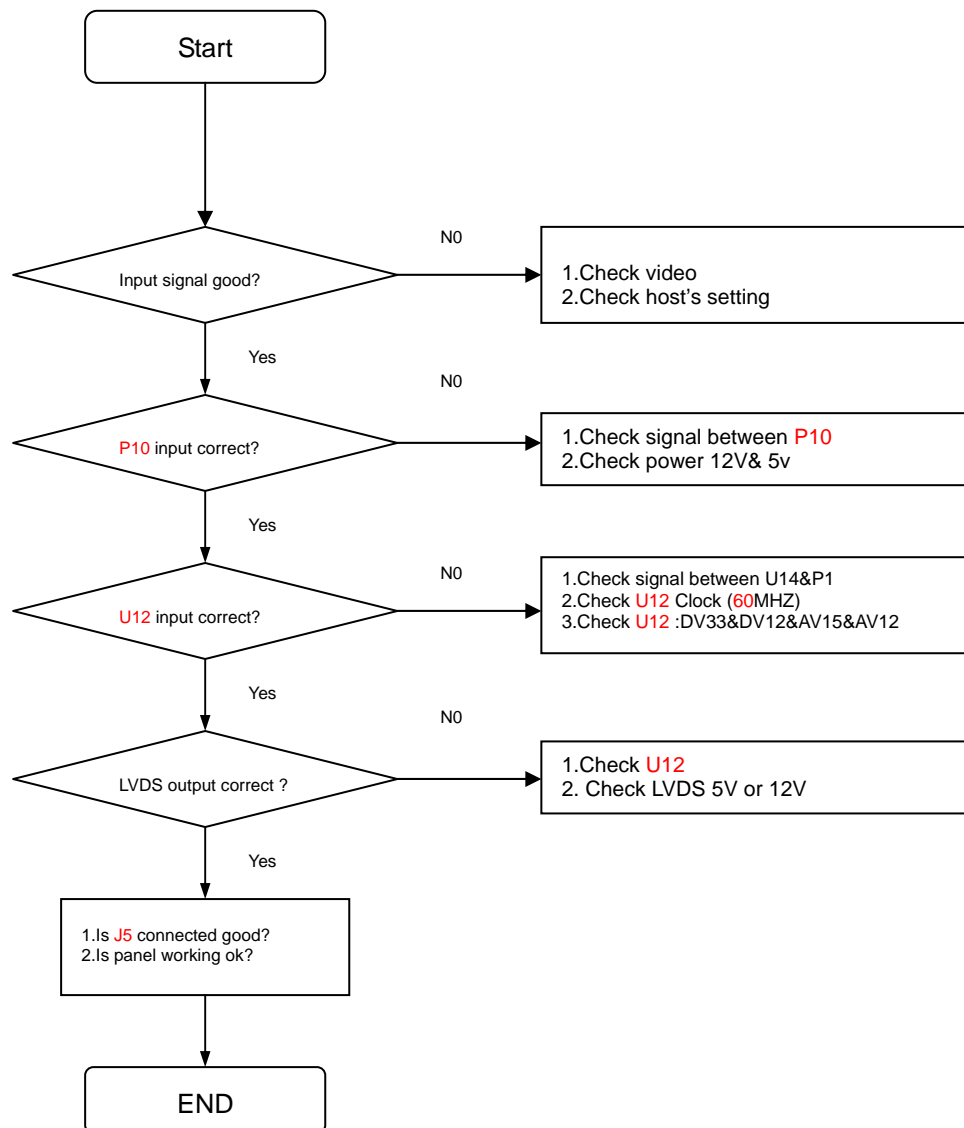 Start
N0
Input signal good?
1.Check video
2.Check host's setting
Yes
N0
P10 input correct?
1.Check signal between P10
2.Check power 12V& 5v
Yes
N0
U12 input correct?
1.Check signal between U14&P1
2.Check U12 Clock (60MHZ)
3.Check U12 :DV33&DV12&AV15&AV12
Yes
N0
LVDS output correct ?
1.Check U12
2. Check LVDS 5V or 12V
Yes
1.Is J5 connected good?
2.Is panel working ok?
END